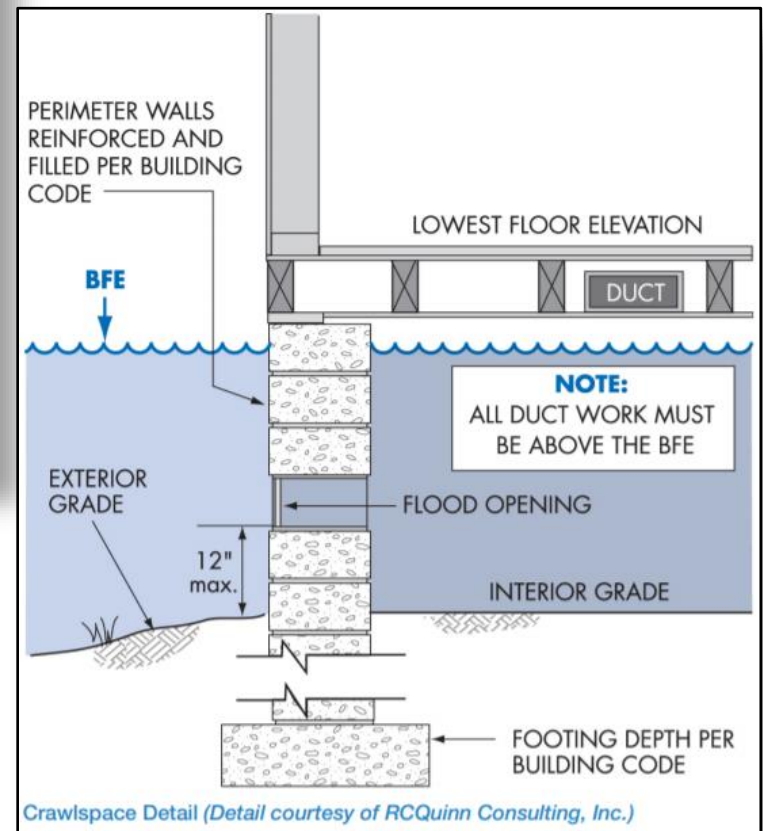 PERIMETER WALLS
REINFORCED AND
FILLED PER BUILDING
CODE
LOWEST FLOOR ELEVATION
BFE
DUCT
NOTE:
ALL DUCT WORK MUST
BE ABOVE THE BFE
EXTERIOR
GRADE
FLOOD OPENING
12"
max.
INTERIOR GRADE
FOOTING DEPTH PER
BUILDING CODE
Crawlspace Detail (Detail courtesy of RCQuinn Consulting, Inc.)